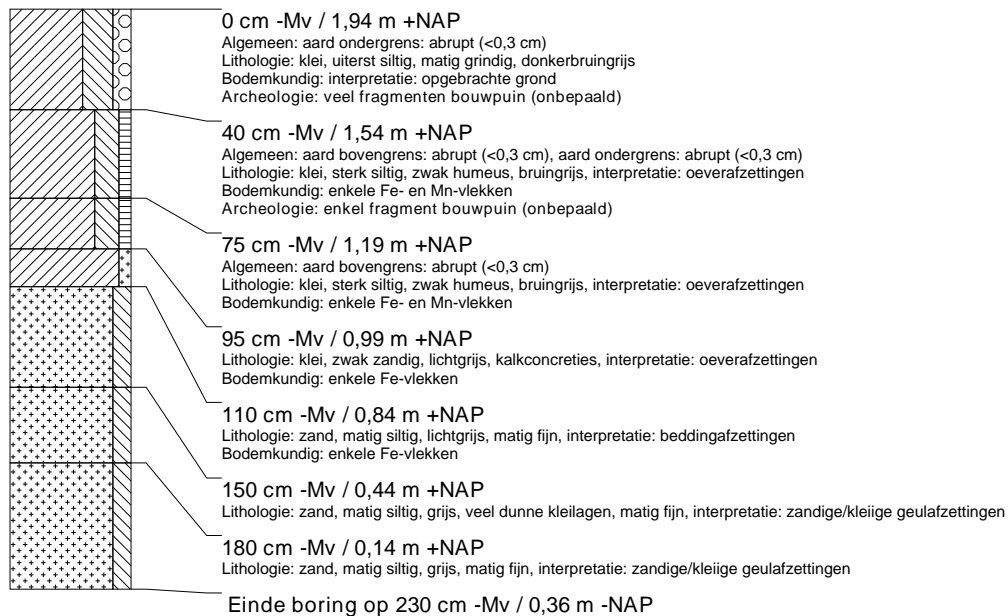 0 cm -Mv / 1,94 m +NAP
Algemeen: aard ondergrens: abrupt (<0,3 cm)
Lithologie: klei, uiterst siltig, matig grindig, donkerbruingrijs
Bodemkundig: interpretatie: opgebrachte grond
Archeologie: veel fragmenten bouwpuin (onbepaald)
40 cm -Mv / 1,54 m +NAP
Algemeen: aard bovengrens: abrupt (<0,3 cm), aard ondergrens: abrupt (<0,3 cm)
Lithologie: klei, sterk siltig, zwak humeus, bruingrijs, interpretatie: oeverafzettingen
Bodemkundig: enkele Fe- en Mn-vlekken
Archeologie: enkel fragment bouwpuin (onbepaald)
75 cm -Mv / 1,19 m +NAP
Algemeen: aard bovengrens: abrupt (<0,3 cm)
Lithologie: klei, sterk siltig, zwak humeus, bruingrijs, interpretatie: oeverafzettingen
Bodemkundig: enkele Fe- en Mn-vlekken
95 cm -Mv / 0,99 m +NAP
Lithologie: klei, zwak zandig, lichtgrijs, kalkconcreties, interpretatie: oeverafzettingen
Bodemkundig: enkele Fe-vlekken
110 cm -Mv / 0,84 m +NAP
Lithologie: zand, matig siltig, lichtgrijs, matig fijn, interpretatie: beddingafzettingen
Bodemkundig: enkele Fe-vlekken
150 cm -Mv / 0,44 m +NAP
Lithologie: zand, matig siltig, grijs, veel dunne kleilagen, matig fijn, interpretatie: zandige/kleiige geulafzettingen
180 cm -Mv / 0,14 m +NAP
Lithologie: zand, matig siltig, grijs, matig fijn, interpretatie: zandige/kleiige geulafzettingen
Einde boring op 230 cm -Mv / 0,36 m -NAP